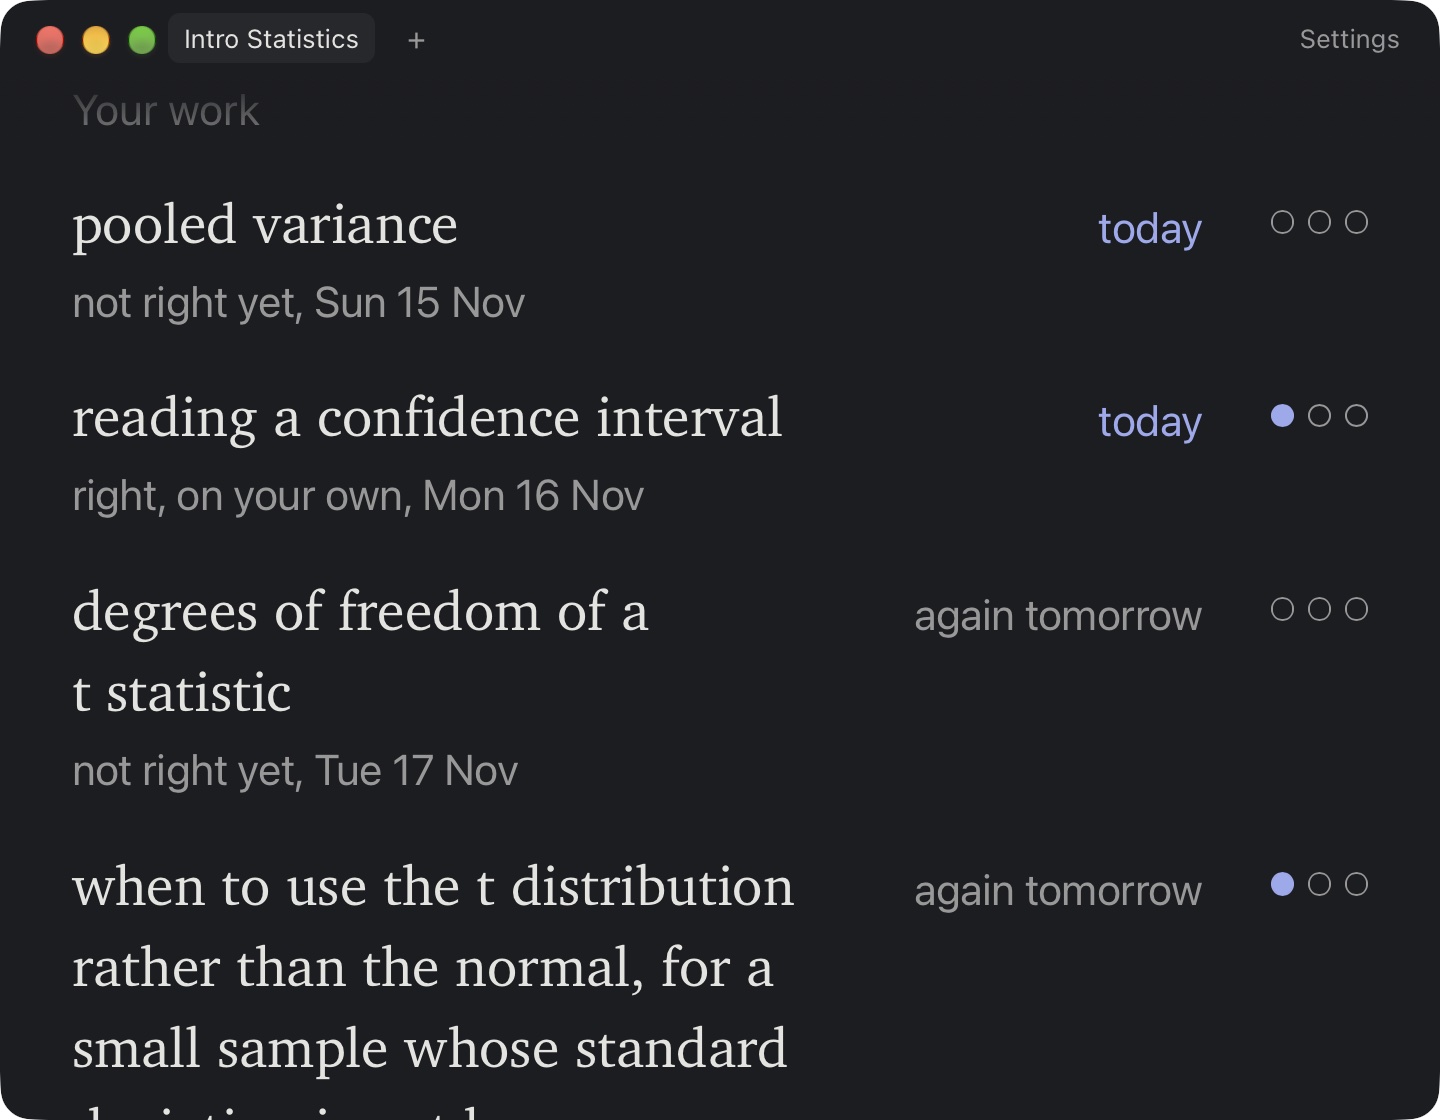 Intro Statistics
+
Settings
Your work
pooled variance
today
not right yet, Sun 15 Nov
reading a confidence interval
today
right, on your own, Mon 16 Nov
degrees of freedom of a
again tomorrow
t statistic
not right yet, Tue 17 Nov
when to use the t distribution
again tomorrow
rather than the normal, for a
small sample whose standard